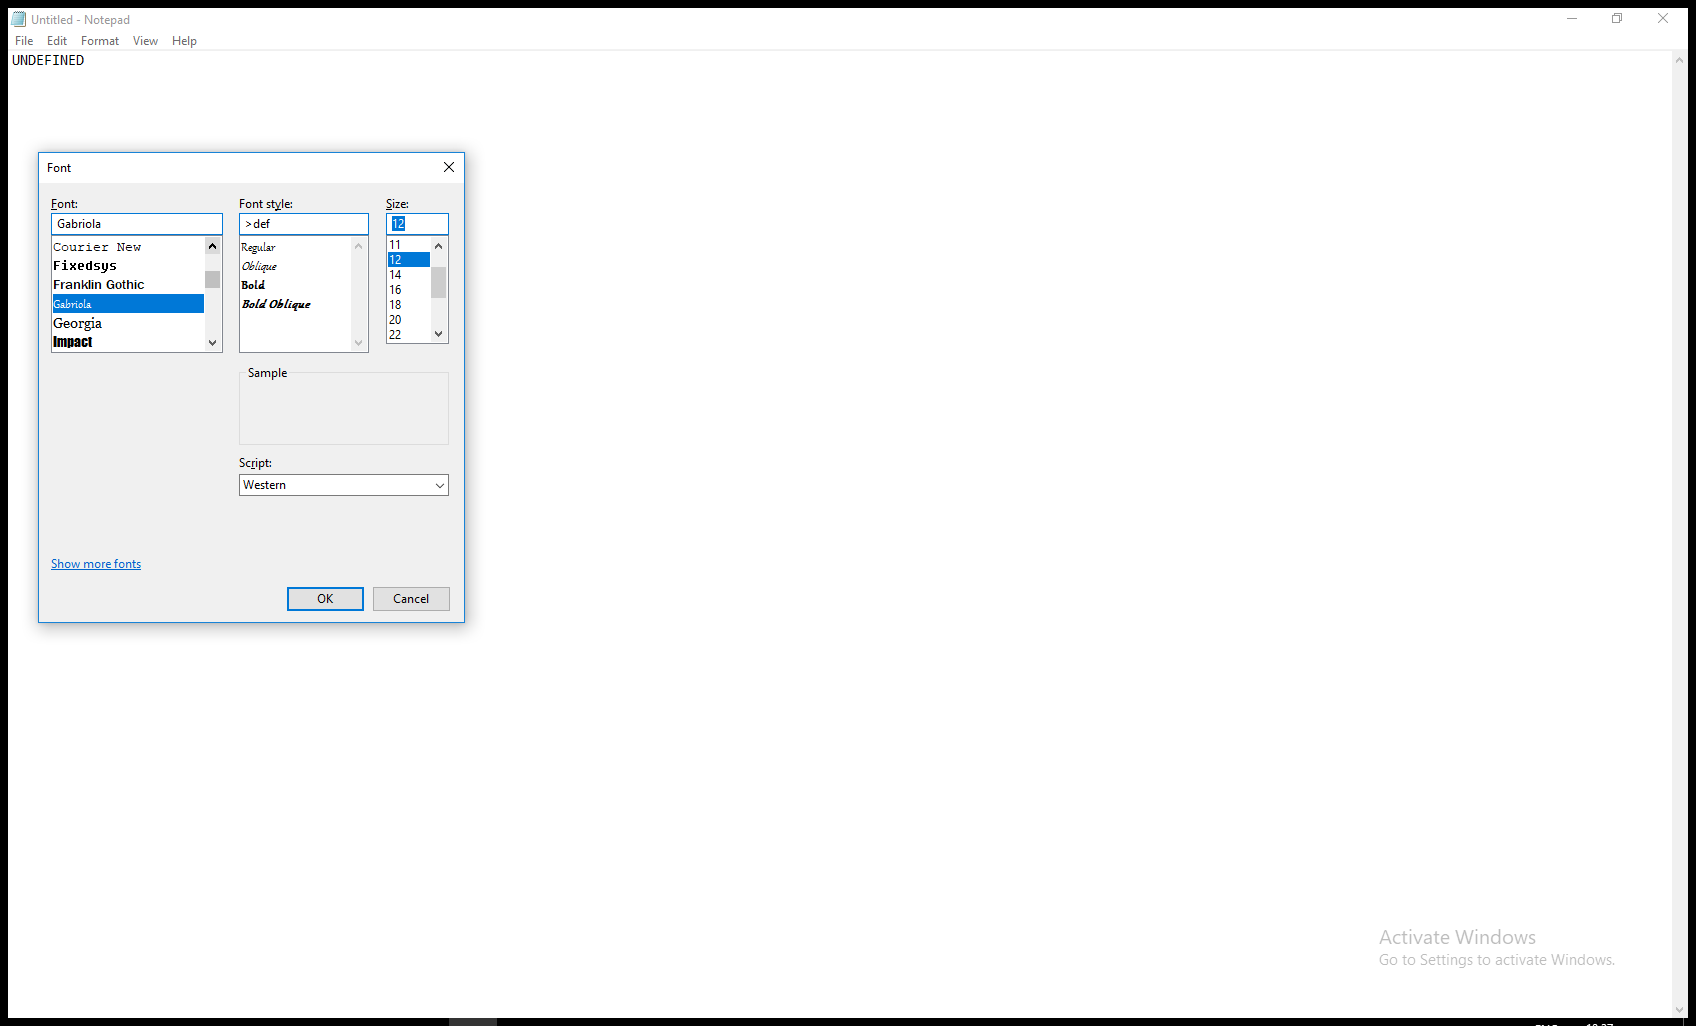 Untitled - Notepad
File Edit Format View Help
UNDEFINED
Font
Font: Font style: Size:
Gabriola >def 12
Courier New Regular 11
Fixedsys Oblique 12
Franklin Gothic Bold 14
Gabriola Bold Oblique 16
Georgia 18
Impact 20
22
Sample
Script:
Western
Show more fonts
OK Cancel
Activate Windows
Go to Settings to activate Windows.